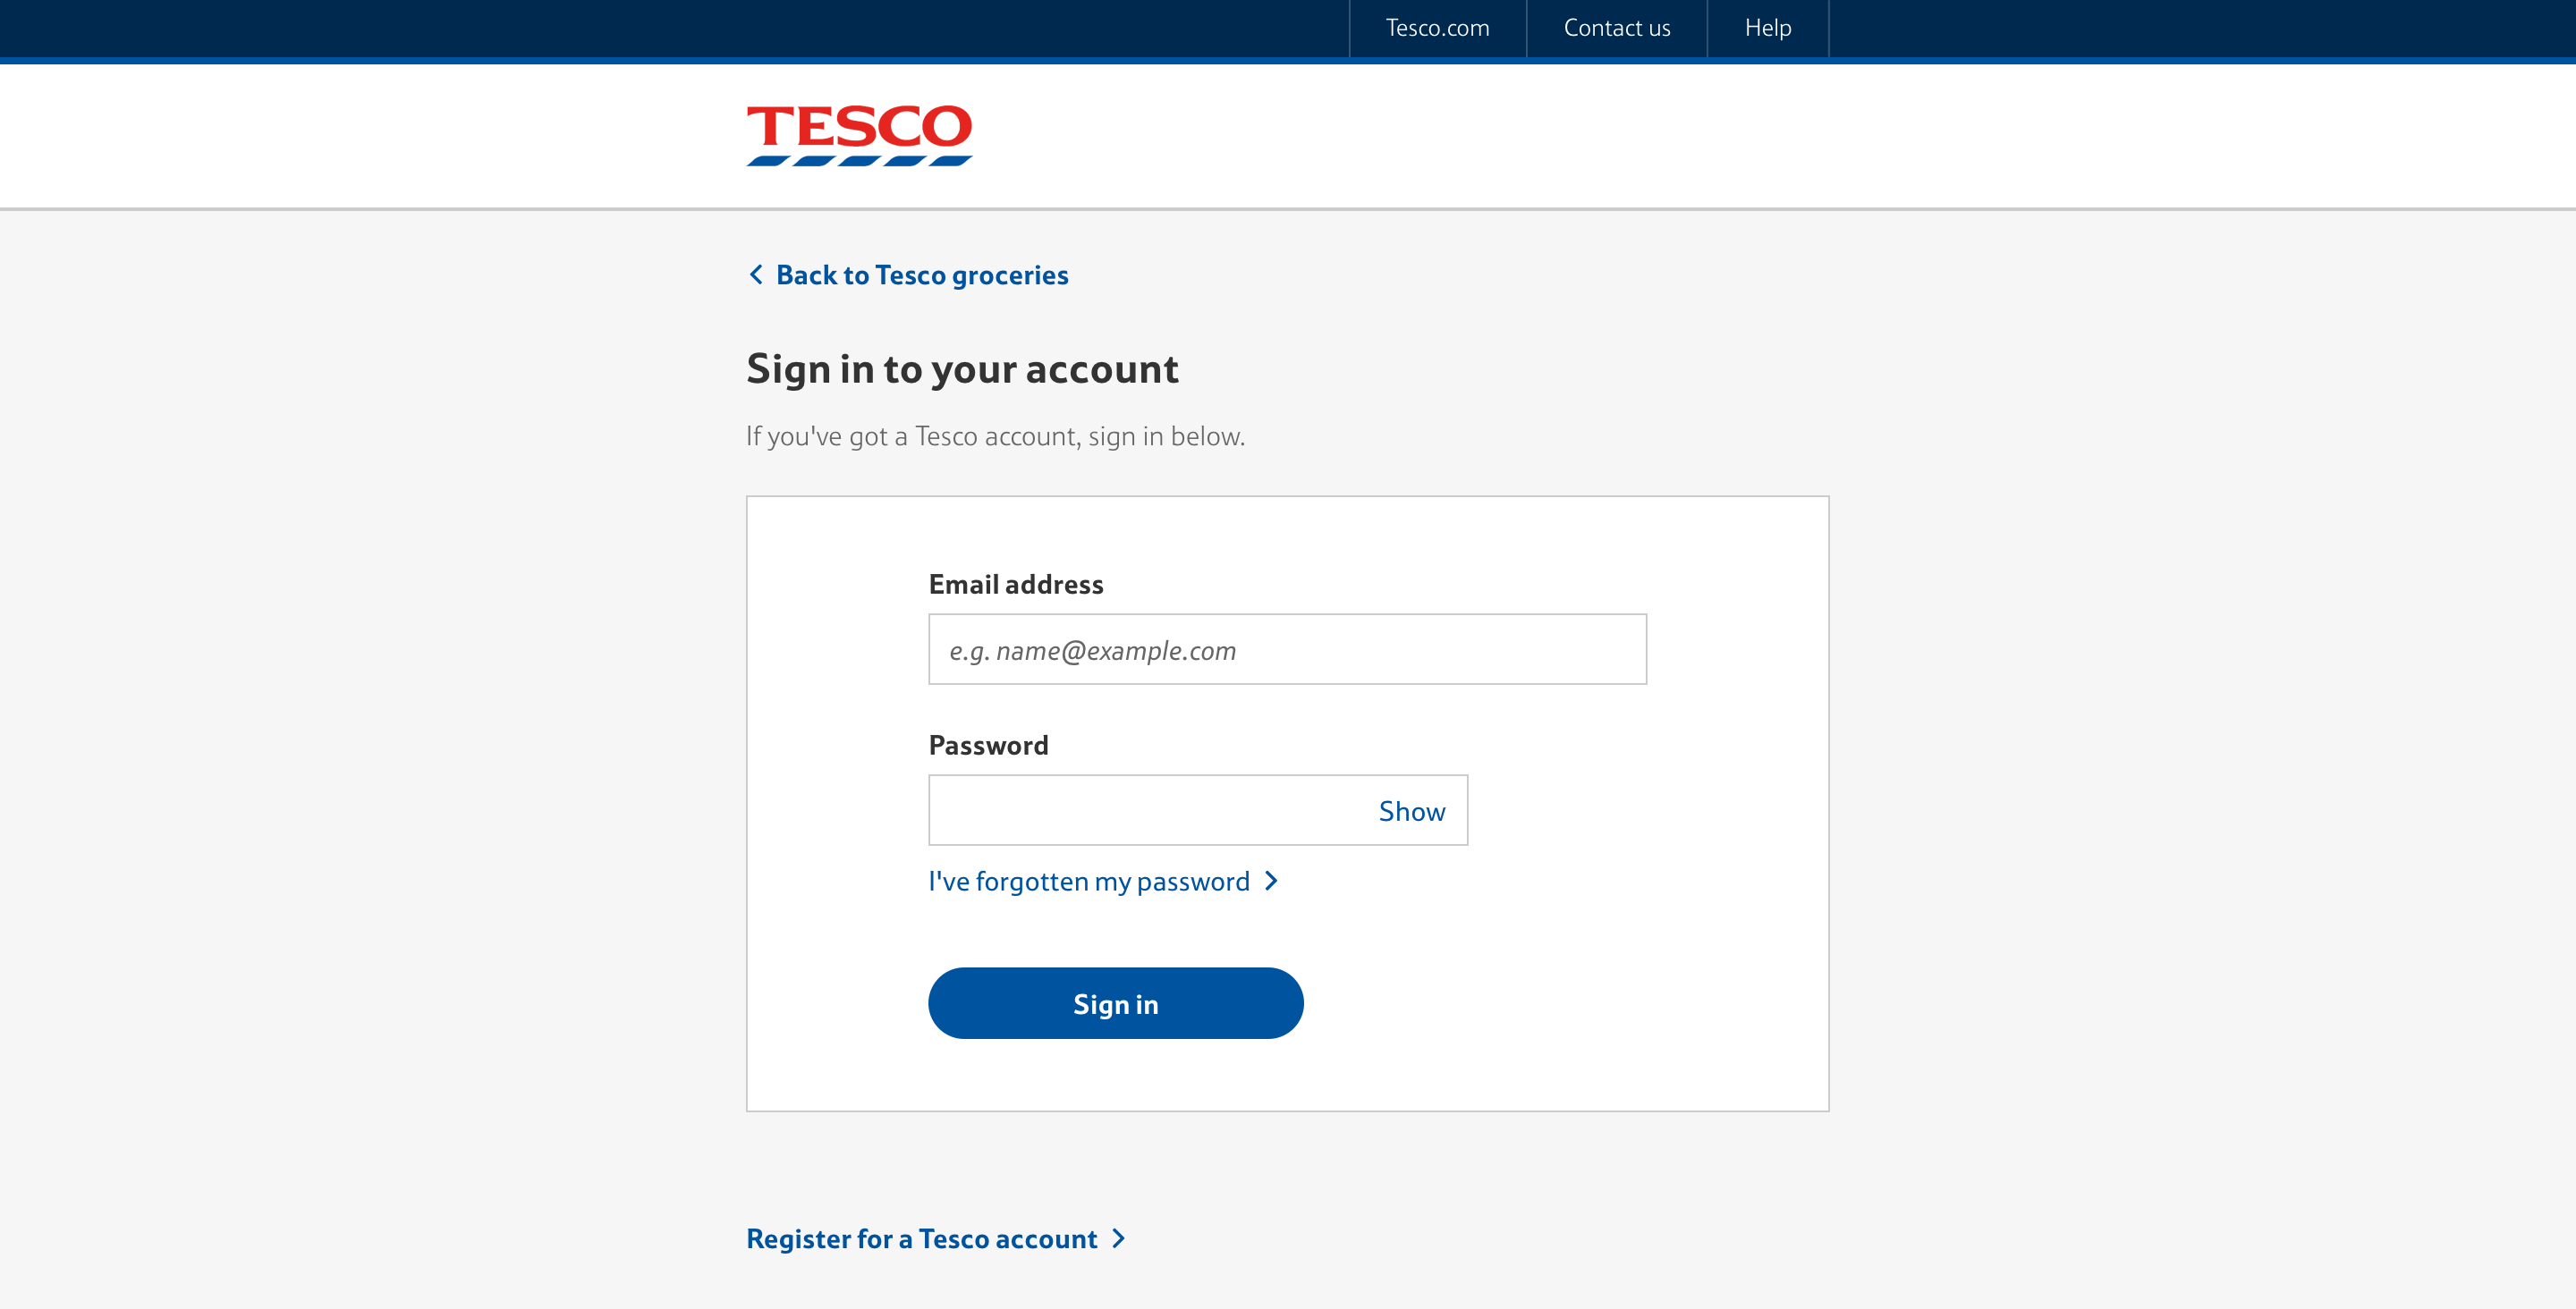 Tesco.com Contact us Help
TESCO
Back to Tesco groceries
Sign in to your account
If you've got a Tesco account, sign in below.
Email address
e.g. name@example.com
Password
Show
I've forgotten my password
Sign in
Register for a Tesco account